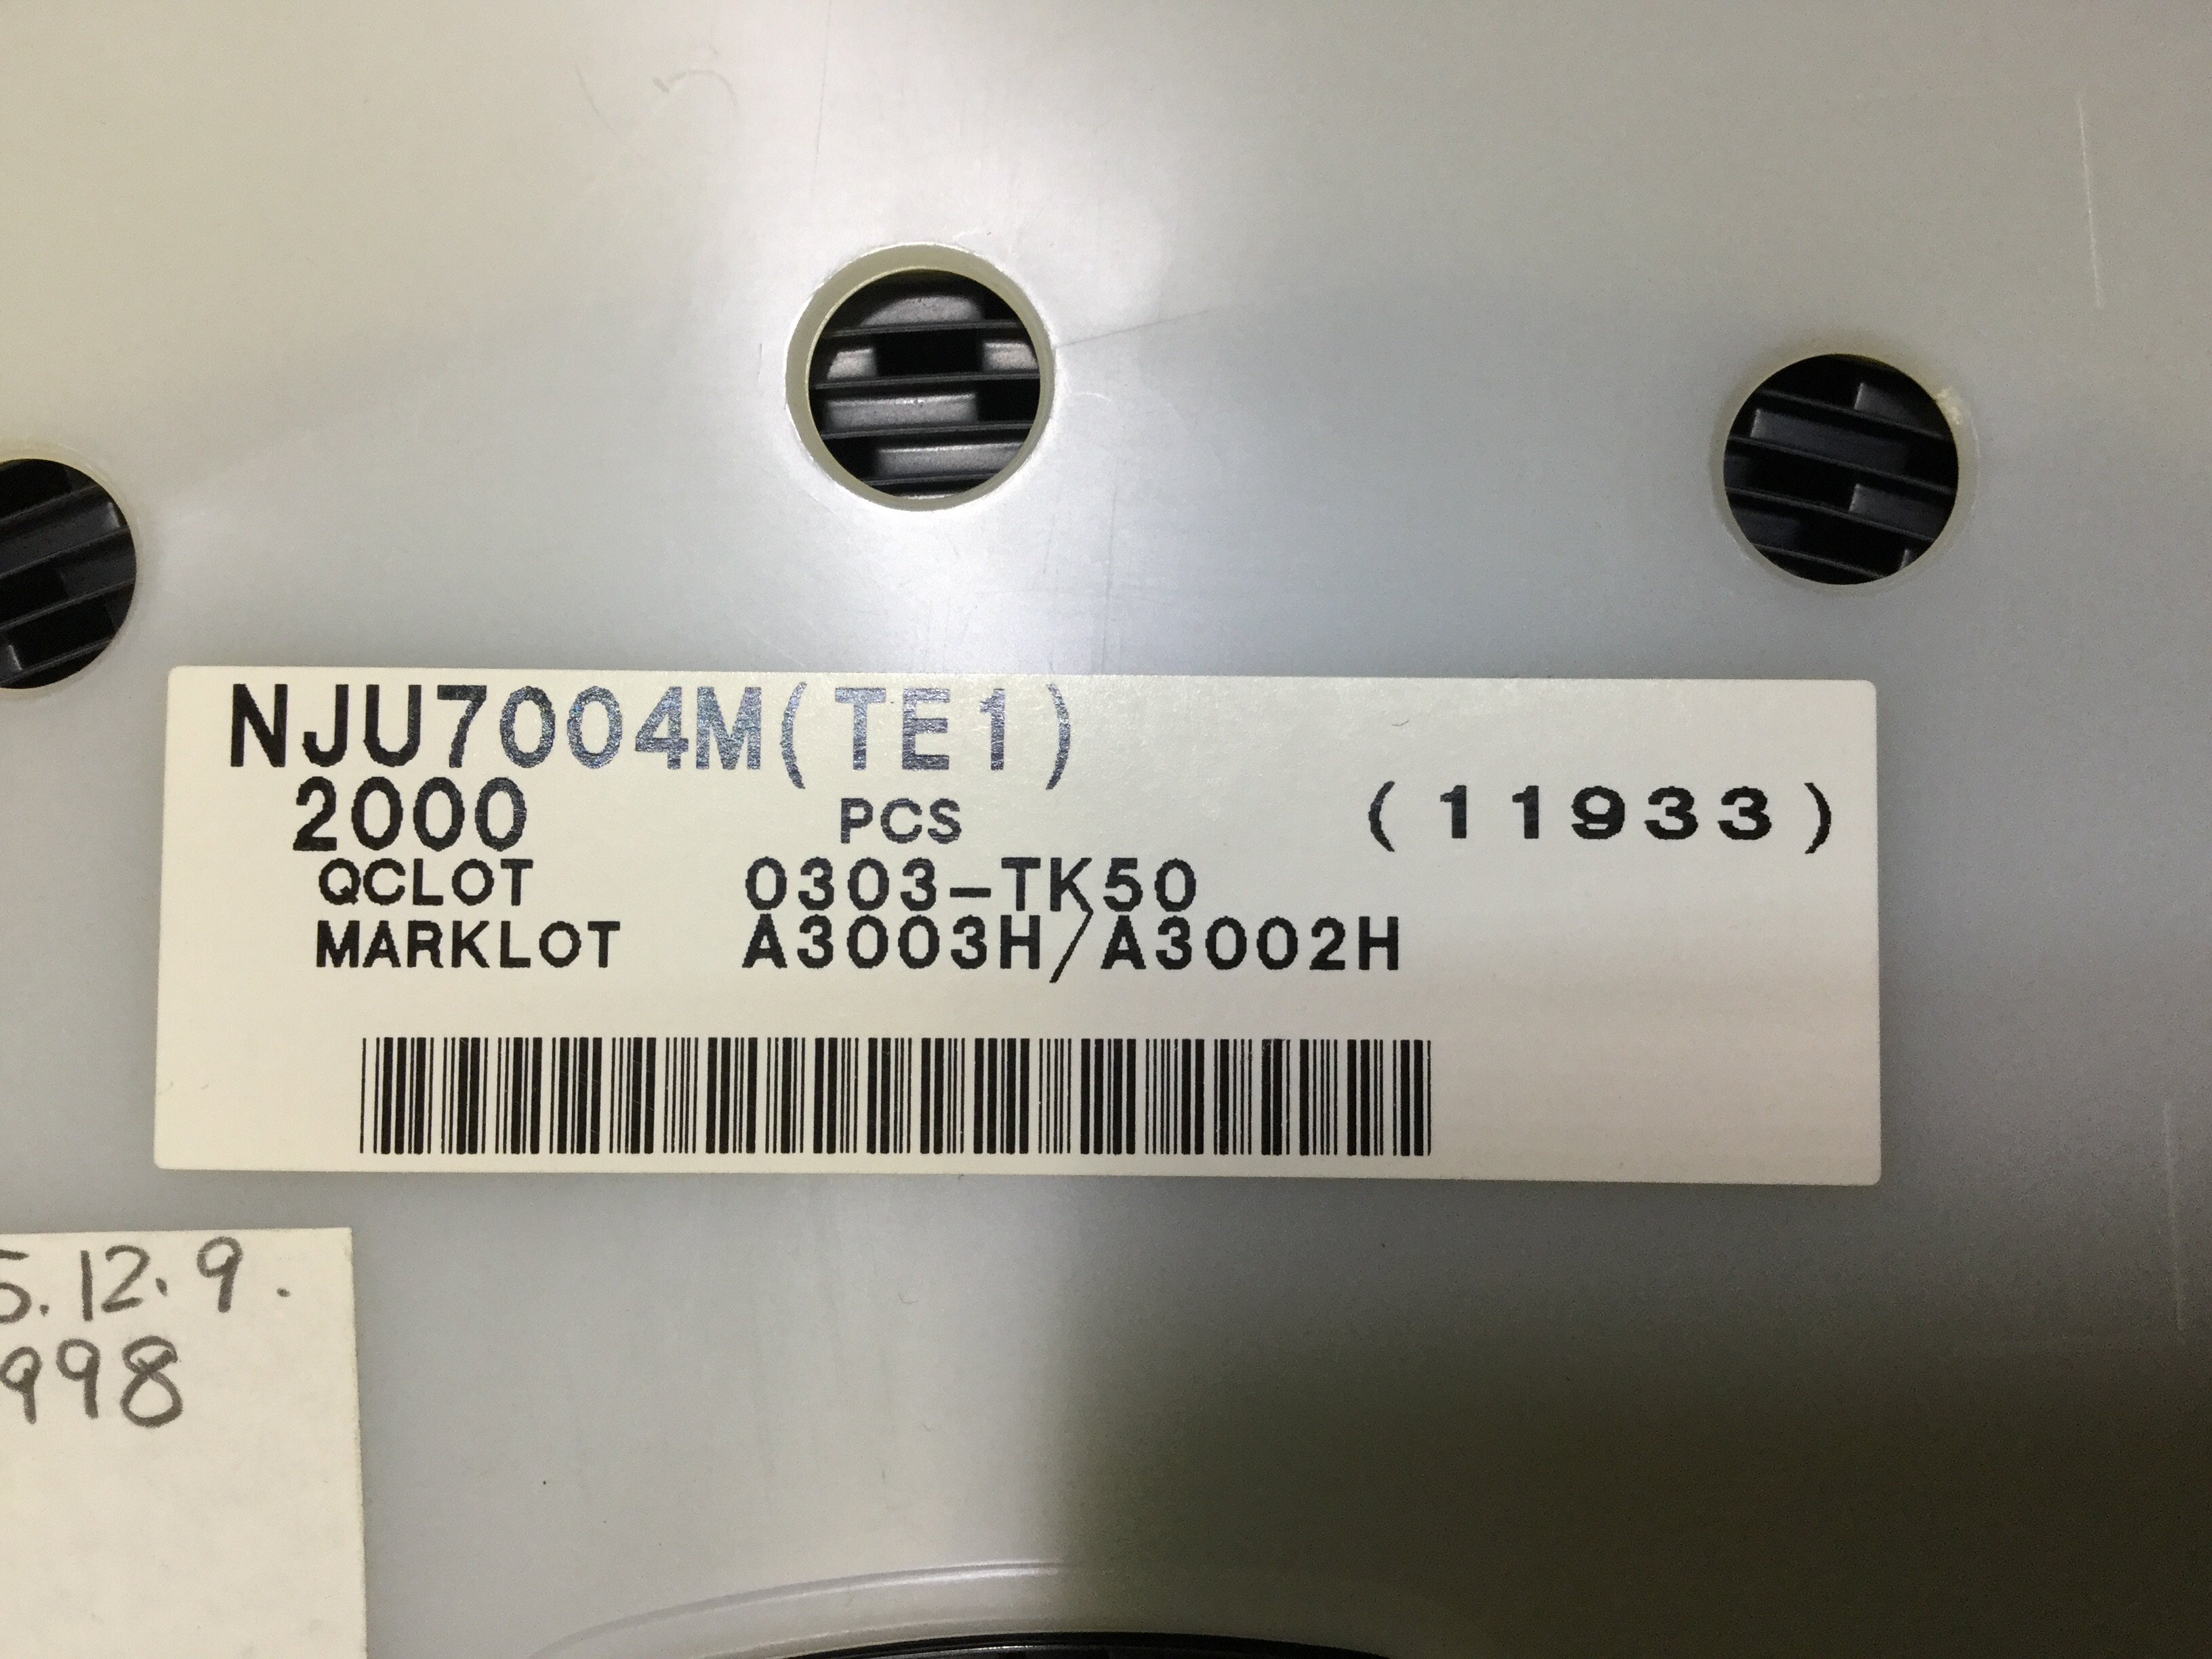 NJU7004M(TE1)
2000 PCS (11933)
QCLOT 0303-TK50
MARKLOT A3003H/A3002H
5.12.9.
998